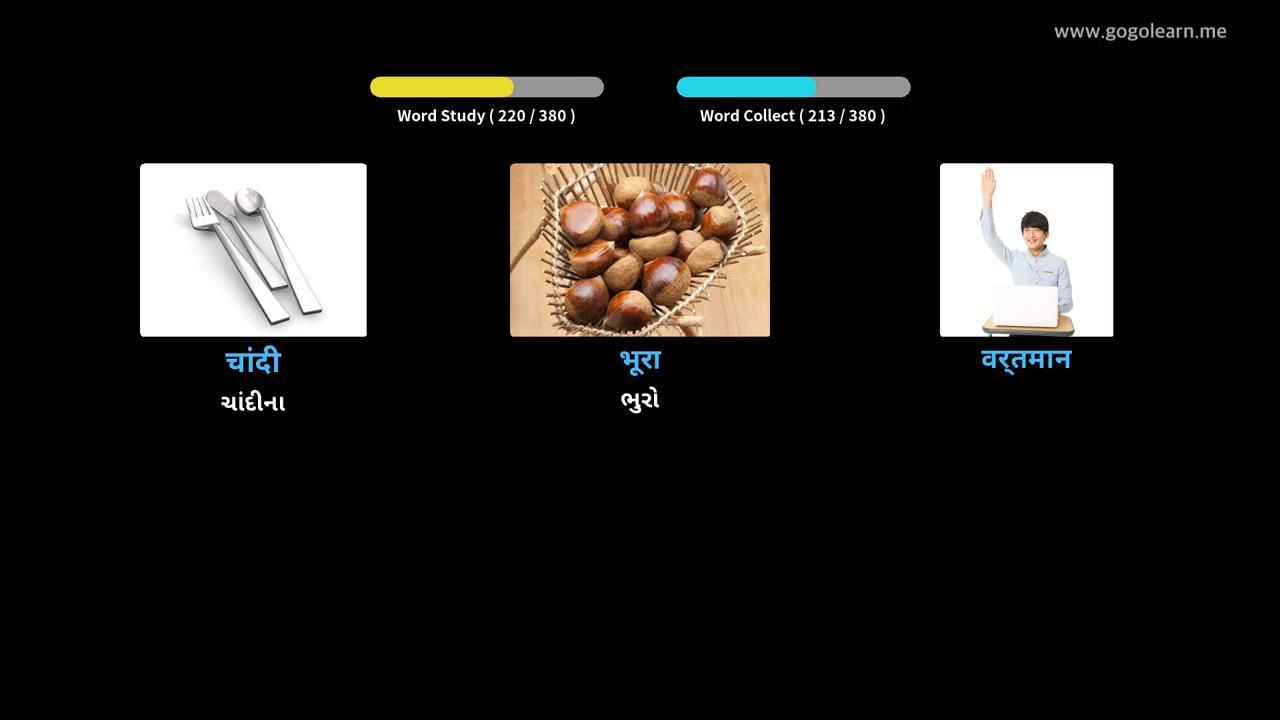 www.gogolearn.me
Word Study ( 220 / 380 )
Word Collect ( 213 / 380 )
चांदी
भूरा
वर्तमान
ચાંદીના
ભુરો